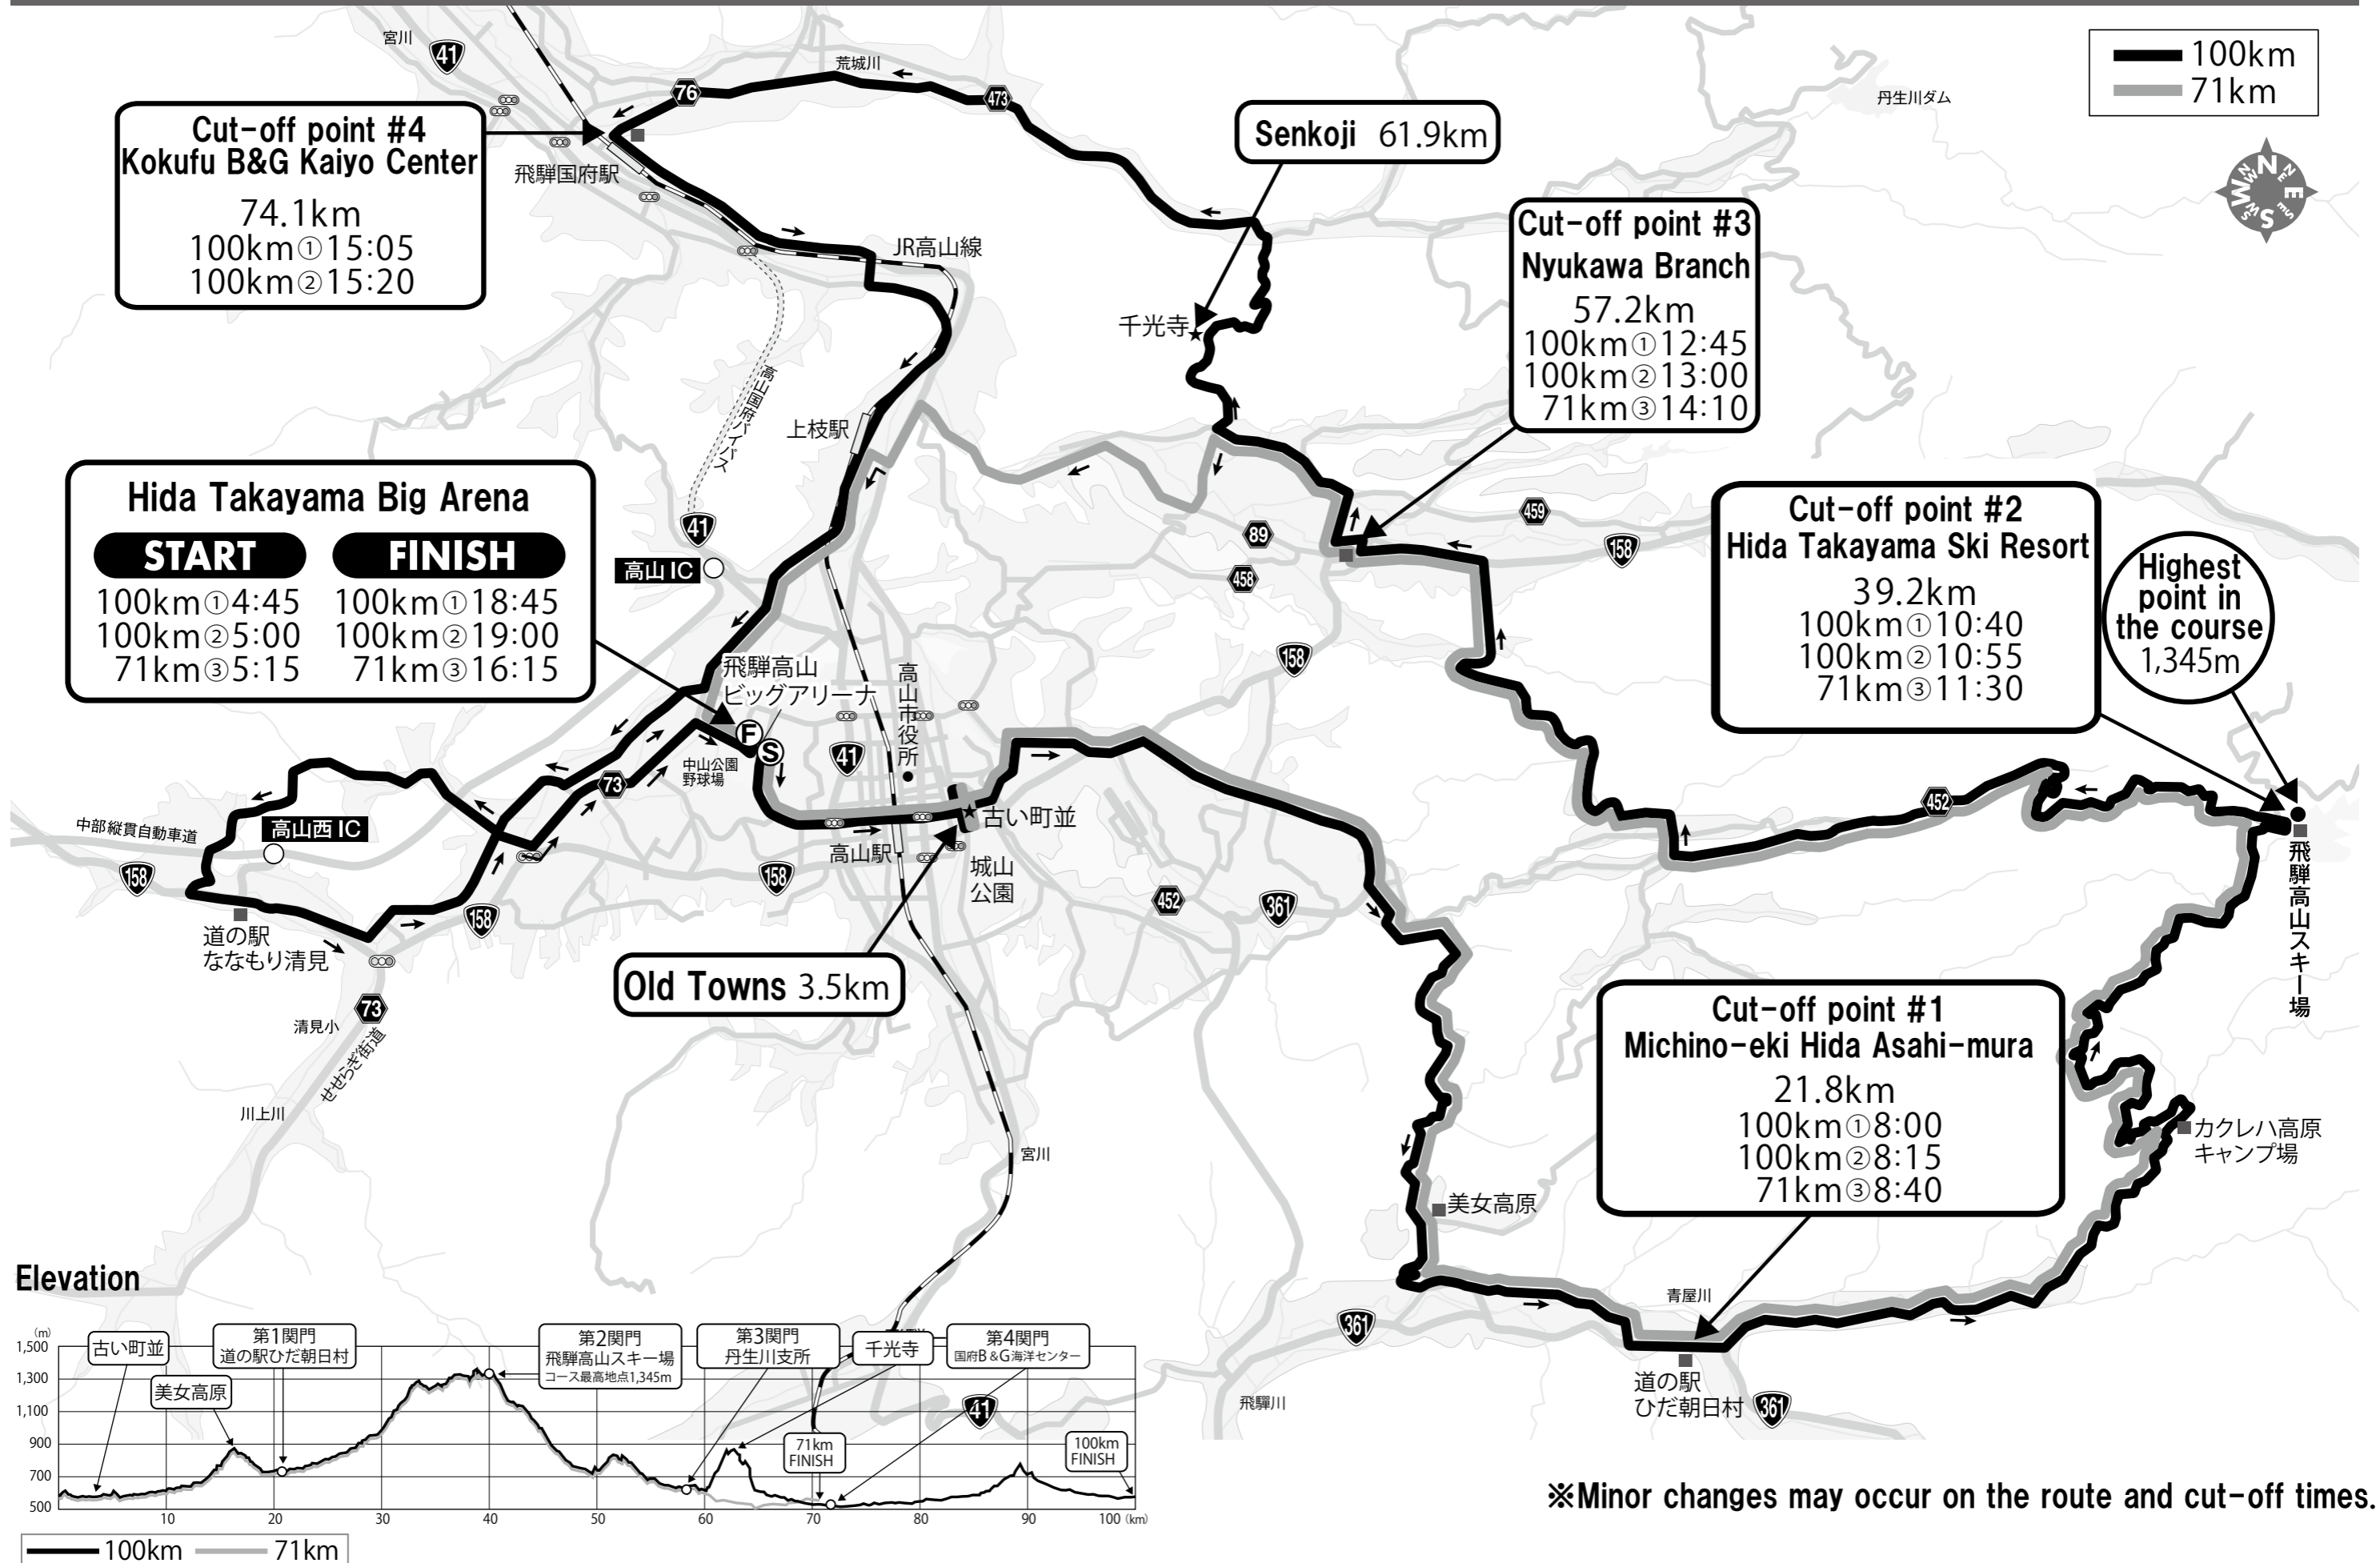 宮川
41
荒城川
76
473
丹生川ダム
100km
71km
N
NE
E
SE
S
SW
W
NW
Cut-off point #4
Kokufu B&G Kaiyo Center
74.1km
100km①15:05
100km②15:20
飛騨国府駅
JR高山線
Senkoji 61.9km
千光寺
Cut-off point #3
Nyukawa Branch
57.2km
100km①12:45
100km②13:00
71km③14:10
高山国府バイパス
上枝駅
41
高山IC
Hida Takayama Big Arena
START
FINISH
100km①4:45
100km②5:00
71km③5:15
100km①18:45
100km②19:00
71km③16:15
89
458
459
158
158
Cut-off point #2
Hida Takayama Ski Resort
39.2km
100km①10:40
100km②10:55
71km③11:30
Highest
point in
the course
1,345m
飛騨高山
ビッグアリーナ
高山市役所
F
S
中山公園
野球場
41
73
中部縦貫自動車道
高山西IC
158
158
158
道の駅
ななもり清見
73
清見小
せせらぎ街道
川上川
高山駅
古い町並
城山
公園
452
361
452
飛騨高山スキー場
Old Towns 3.5km
宮川
Cut-off point #1
Michino-eki Hida Asahi-mura
21.8km
100km①8:00
100km②8:15
71km③8:40
カクレハ高原
キャンプ場
美女高原
青屋川
361
道の駅
ひだ朝日村
361
飛騨川
41
Elevation
(m)
1,500
1,300
1,100
900
700
500
古い町並
美女高原
第1関門
道の駅ひだ朝日村
第2関門
飛騨高山スキー場
コース最高地点1,345m
第3関門
丹生川支所
千光寺
第4関門
国府B&G海洋センター
71km
FINISH
100km
FINISH
10
20
30
40
50
60
70
80
90
100 (km)
100km
71km
※Minor changes may occur on the route and cut-off times.